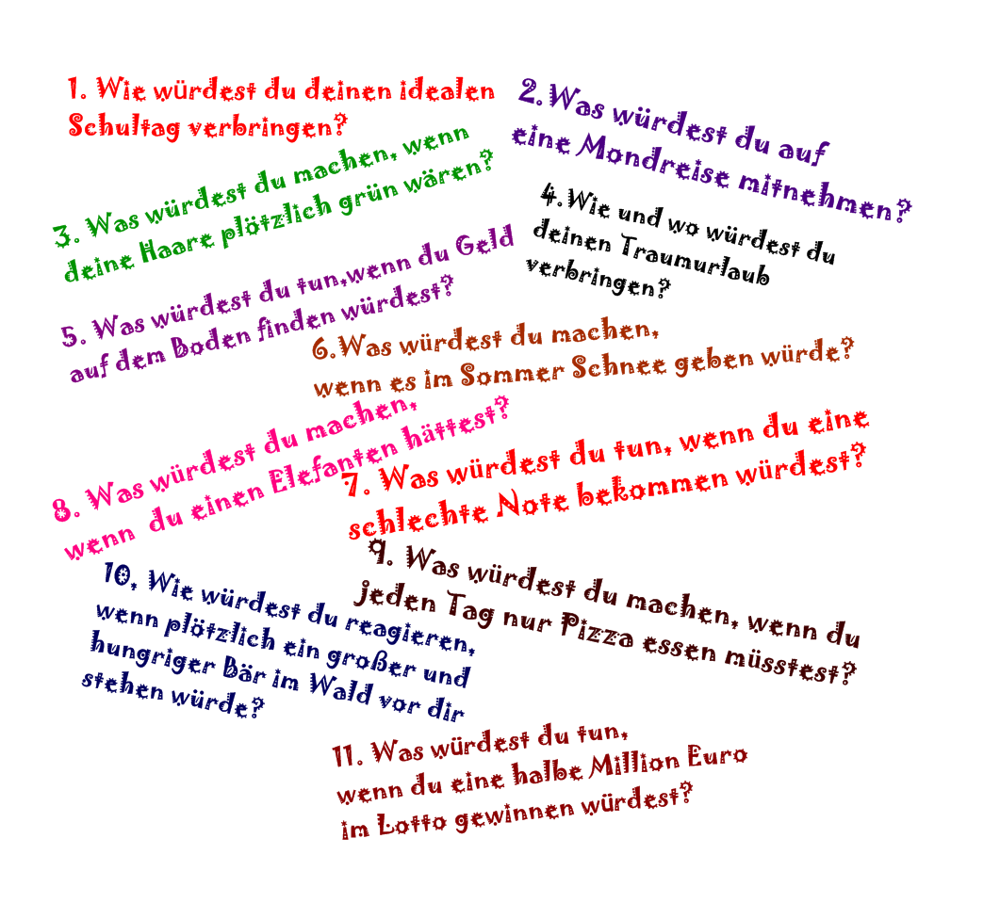 1. Wie würdest du deinen idealen
Schultag verbringen?
2. Was würdest du auf
eine Mondreise mitnehmen?
3. Was würdest du machen, wenn
deine Haare plötzlich grün wären?
4. Wie und wo würdest du
deinen Traumurlaub
verbringen?
5. Was würdest du tun,wenn du Geld
auf dem Boden finden würdest?
6.Was würdest du machen,
wenn es im Sommer Schnee geben würde?
8. Was würdest du machen,
wenn du einen Elefanten hättest?
7. Was würdest du tun, wenn du eine
schlechte Note bekommen würdest?
9. Was würdest du machen, wenn du
jeden Tag nur Pizza essen müsstest?
10, Wie würdest du reagieren,
wenn plötzlich ein großer und
hungriger Bär im Wald vor dir
stehen würde?
11. Was würdest du tun,
wenn du eine halbe Million Euro
im Lotto gewinnen würdest?